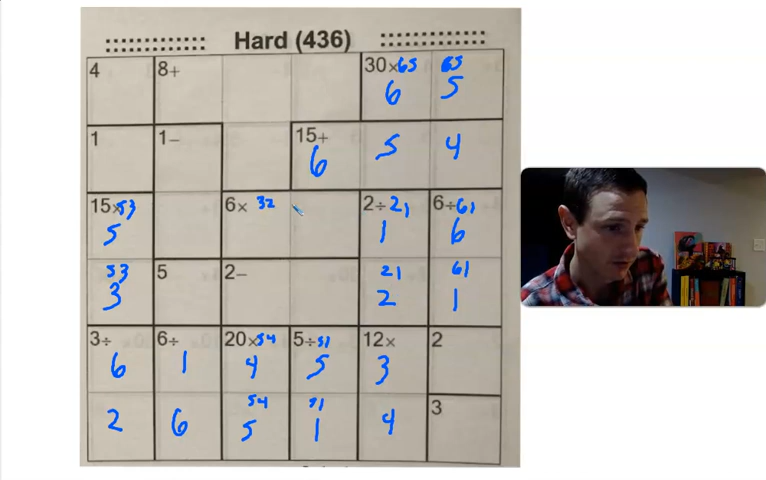 Hard (436)
4 8+ 30× 65 65
6 5
1 1− 15+
6 5 4
15× 53 6× 32 2÷ 21 6÷ 61
5 1 6
53 5 2− 21 61
3 2 1
3÷ 6÷ 20× 54 5÷ 51 12× 2
6 1 4 5 3
54 51 3
2 6 5 1 4